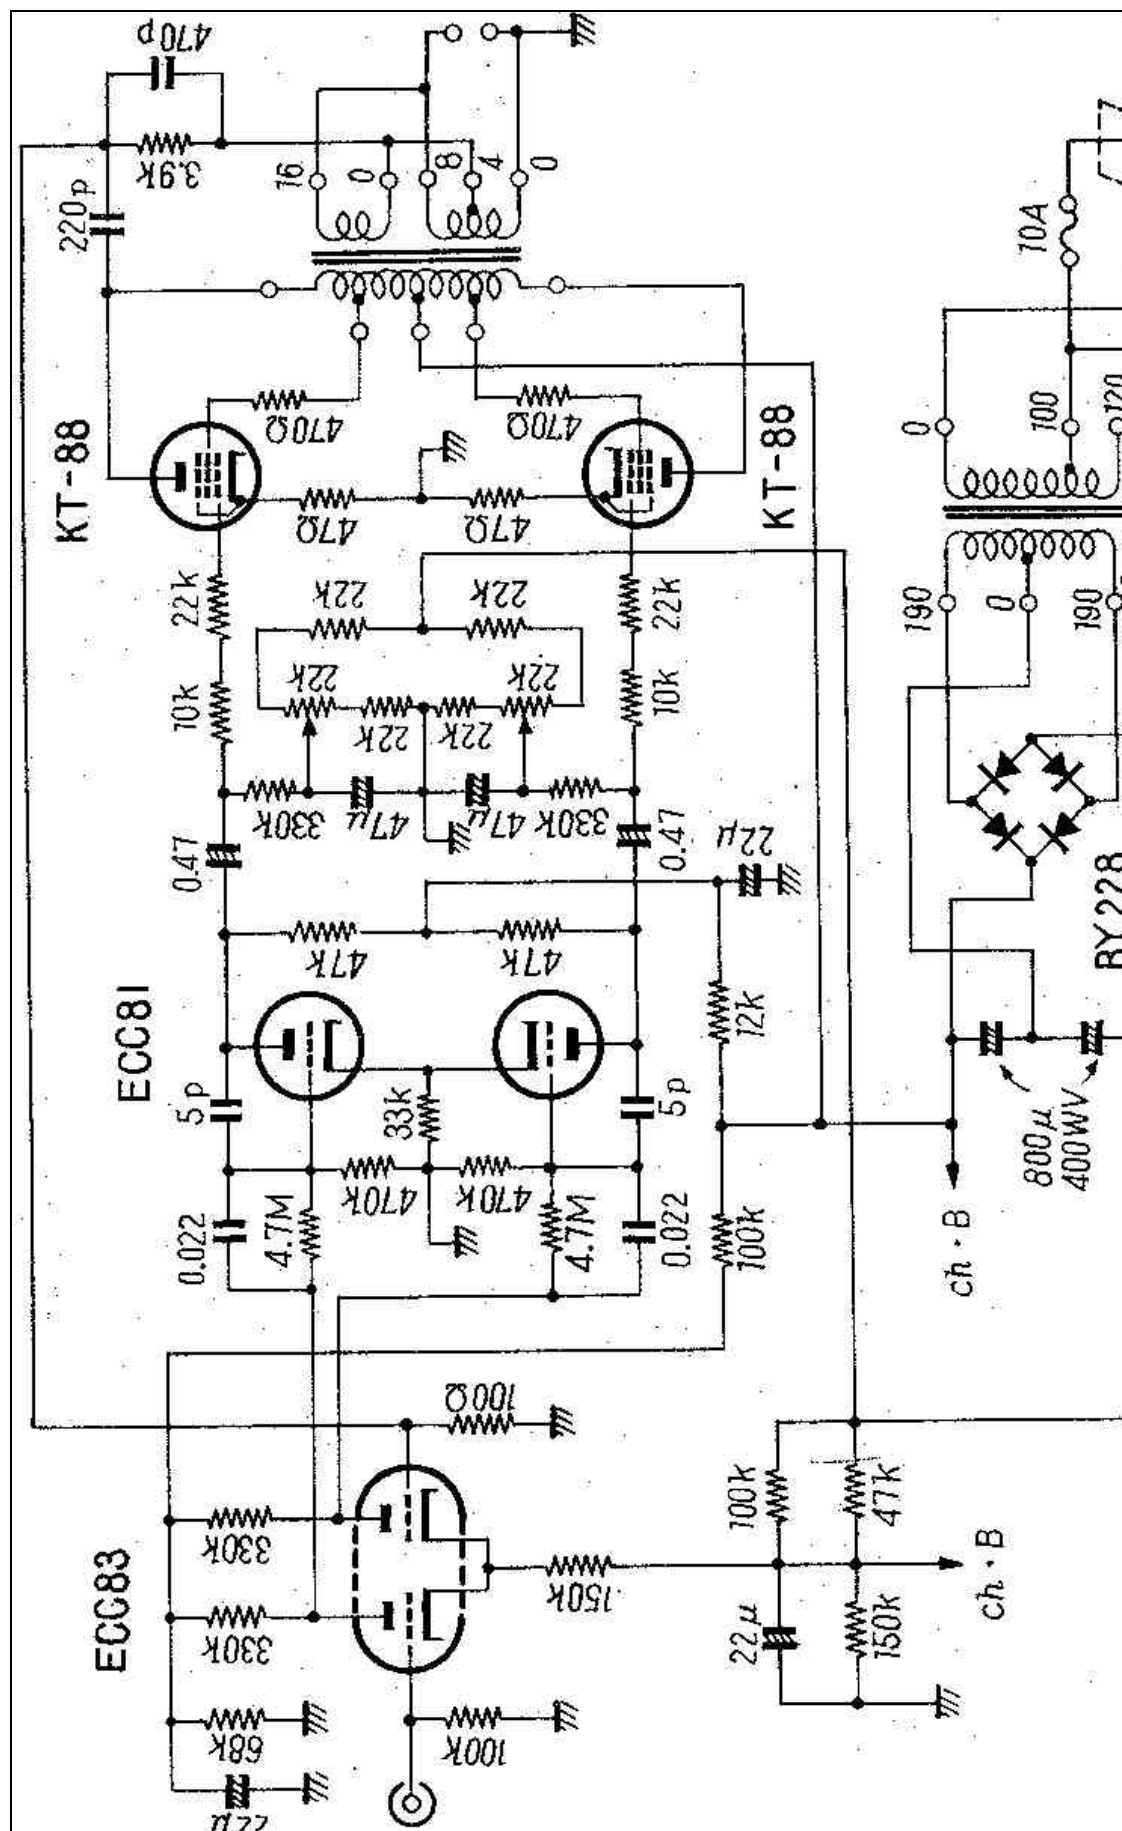 470p
3.9k
220p
16
0
8
4
0
10A
KT-88
470Ω
470Ω
KT-88
0
100
120
47Ω
47Ω
22k
22k
22k
22k
22k
22k
10k
22k
22k
10k
190
0
190
330k
47μ
47μ
330k
0.47
0.47
22μ
47k
47k
12k
BY228
ECC81
5p
33k
5p
800μ
400WV
470k
470k
0.022
4.7M
4.7M
0.022
100k
ch・B
100Ω
ECC83
330k
330k
150k
100k
47k
22μ
150k
ch・B
68k
100k
22μ